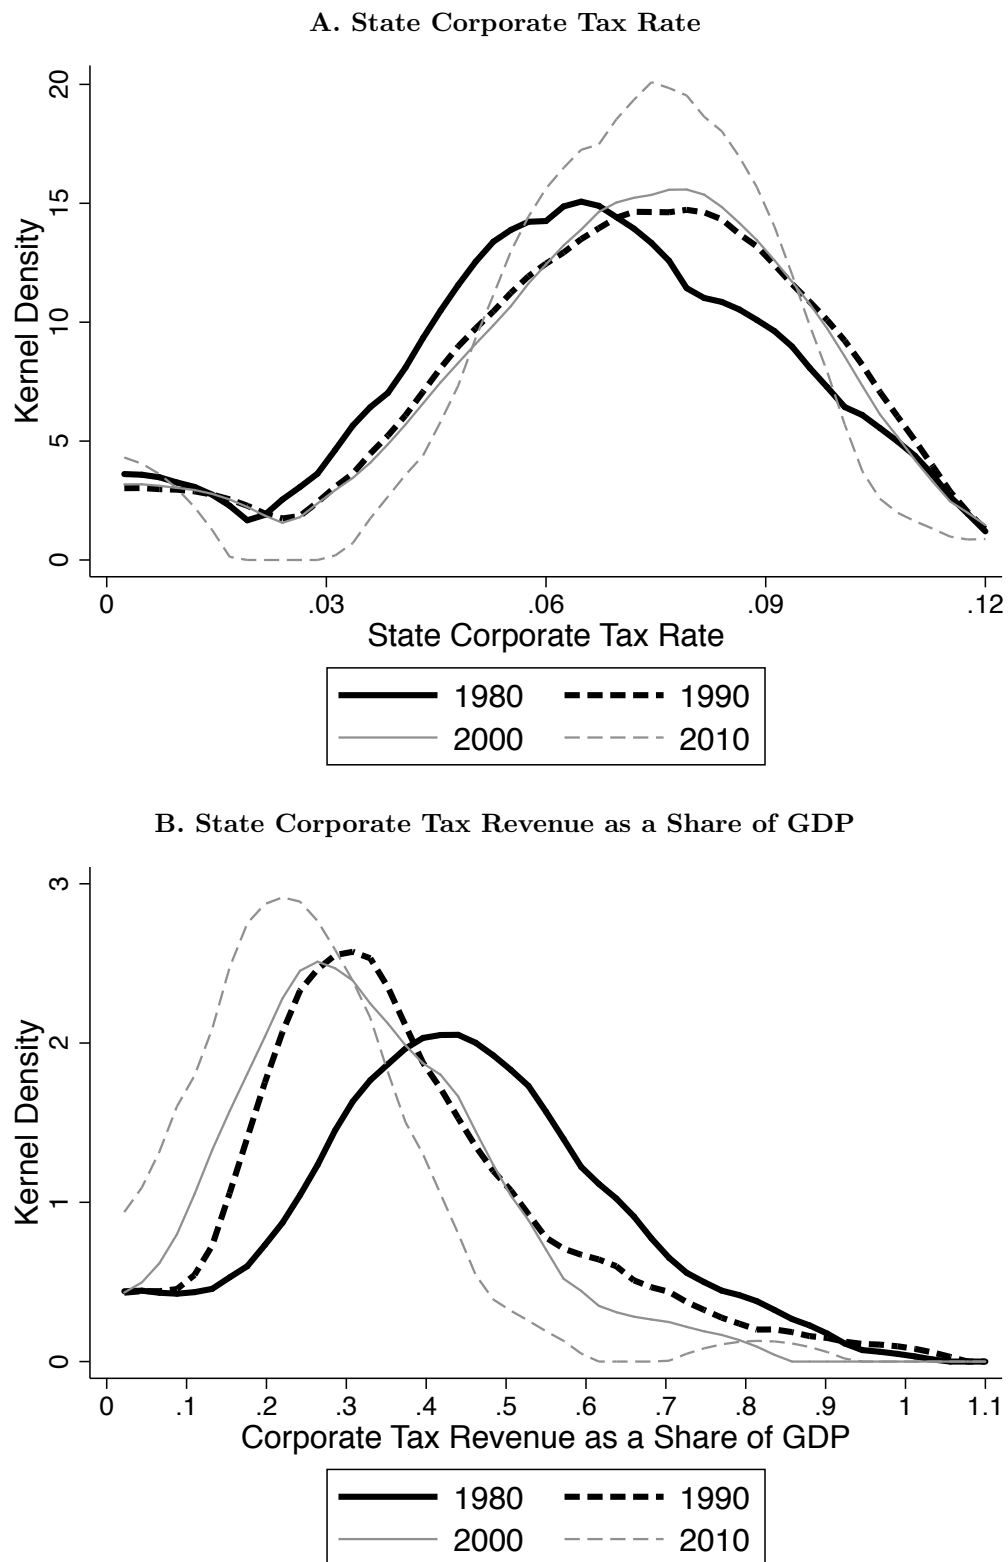 A. State Corporate Tax Rate
Kernel Density
20
15
10
5
0
0 .03 .06 .09 .12
State Corporate Tax Rate
1980 1990
2000 2010
B. State Corporate Tax Revenue as a Share of GDP
Kernel Density
3
2
1
0
0 .1 .2 .3 .4 .5 .6 .7 .8 .9 1 1.1
Corporate Tax Revenue as a Share of GDP
1980 1990
2000 2010